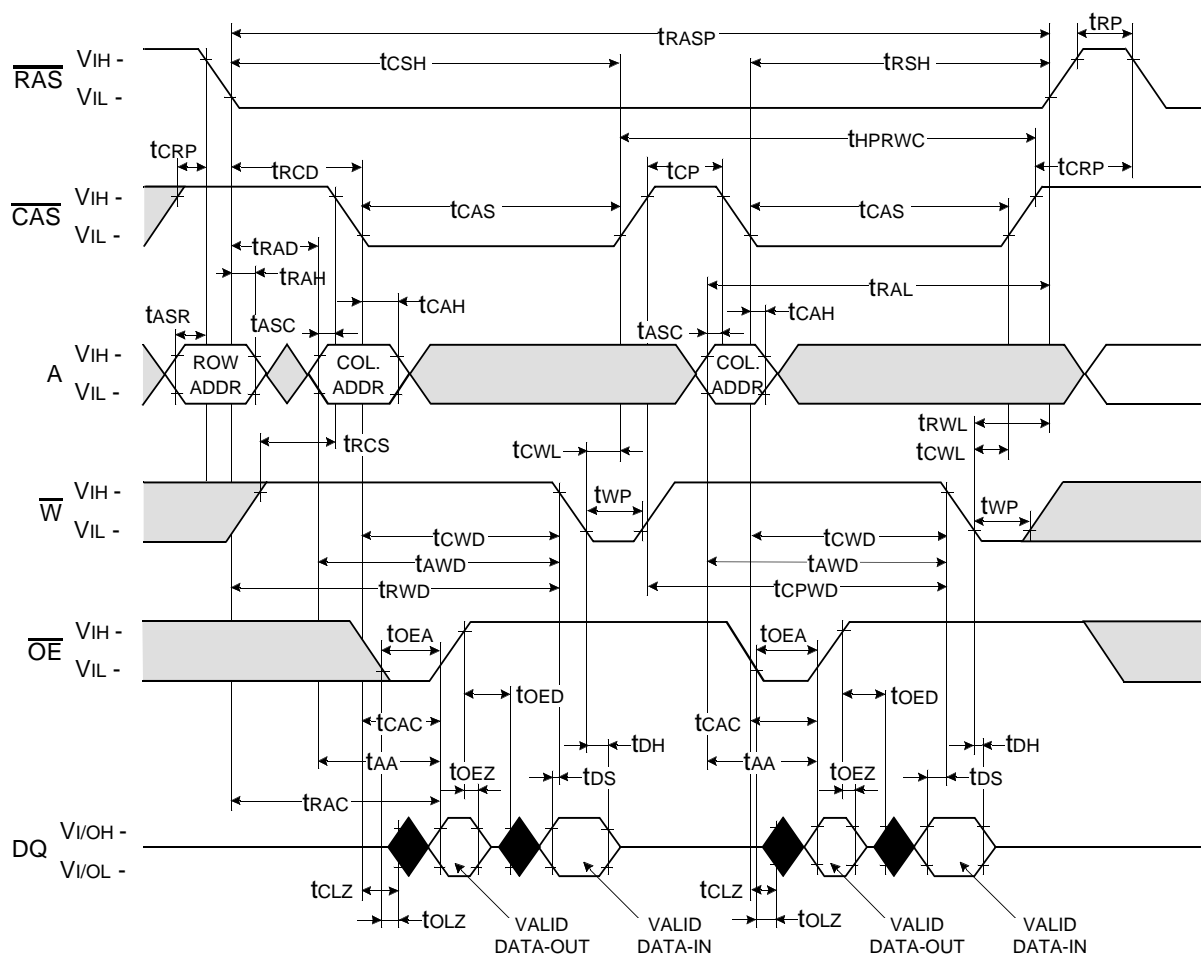 tRASP
tRP
tCSH
tRSH
RAS
VIH -
VIL -
tHPRWC
tCRP
tRCD
tCP
tCRP
CAS
VIH -
VIL -
tCAS
tCAS
tRAD
tRAH
tRAL
tASR
tASC
tCAH
tASC
tCAH
A
VIH -
VIL -
ROW
ADDR
COL.
ADDR
COL.
ADDR
tRWL
tRCS
tCWL
tCWL
W
VIH -
VIL -
tWP
tWP
tCWD
tCWD
tAWD
tAWD
tRWD
tCPWD
OE
VIH -
VIL -
tOEA
tOEA
tOED
tOED
tCAC
tCAC
tDH
tDH
tAA
tOEZ
tDS
tAA
tOEZ
tDS
tRAC
DQ
VI/OH -
VI/OL -
tCLZ
tCLZ
tOLZ
tOLZ
VALID
DATA-OUT
VALID
DATA-IN
VALID
DATA-OUT
VALID
DATA-IN